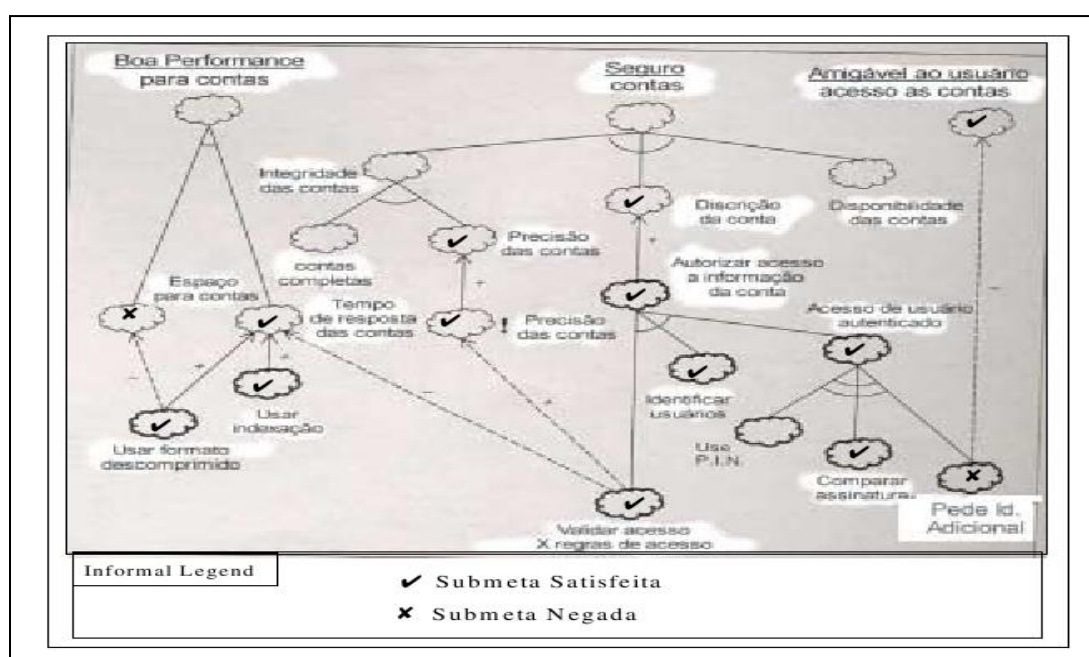 Boa Performance
para contas
Seguro
contas
Amigável ao usuário
acesso as contas
Integridade
das contas
Discrição
da conta
Disponibilidade
das contas
contas
completas
Precisão
das contas
Autorizar acesso
a informação
da conta
Espaço
para contas
Tempo
de resposta
das contas
! Precisão
das contas
Acesso de usuário
autenticado
Usar
indexação
Identificar
usuários
Usar formato
descomprimido
Use
P.I.N.
Comparar
assinatura
Pede Id.
Adicional
Validar acesso
X regras de acesso
Informal Legend
✔ Submeta Satisfeita
✘ Submeta Negada